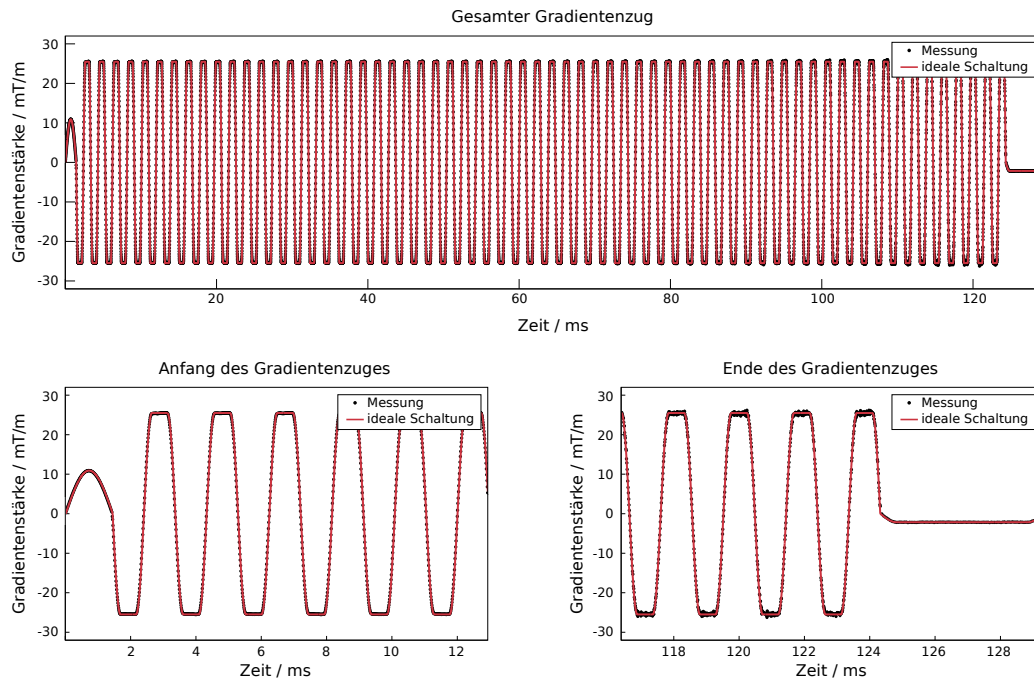 Gesamter Gradientenzug
Gradientenstärke / mT/m
30
20
10
0
-10
-20
-30
Messung
ideale Schaltung
20
40
60
80
100
120
Zeit / ms
Anfang des Gradientenzuges
Gradientenstärke / mT/m
30
20
10
0
-10
-20
-30
Messung
ideale Schaltung
2
4
6
8
10
12
Zeit / ms
Ende des Gradientenzuges
Gradientenstärke / mT/m
30
20
10
0
-10
-20
-30
Messung
ideale Schaltung
118
120
122
124
126
128
Zeit / ms